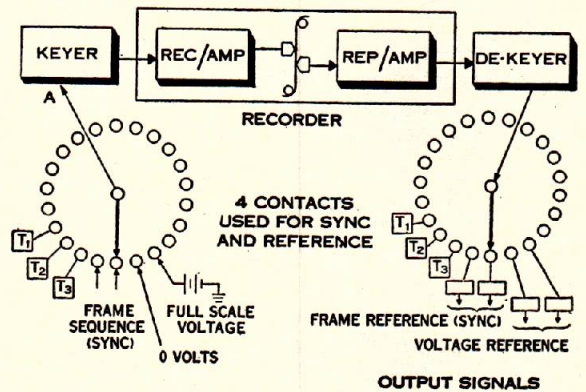 KEYER
REC/AMP
REP/AMP
DE-KEYER
A
RECORDER
4 CONTACTS
USED FOR SYNC
AND REFERENCE
T1
T2
T3
T1
T2
T3
FRAME
SEQUENCE
(SYNC)
FULL SCALE
VOLTAGE
0 VOLTS
FRAME REFERENCE (SYNC)
VOLTAGE REFERENCE
OUTPUT SIGNALS